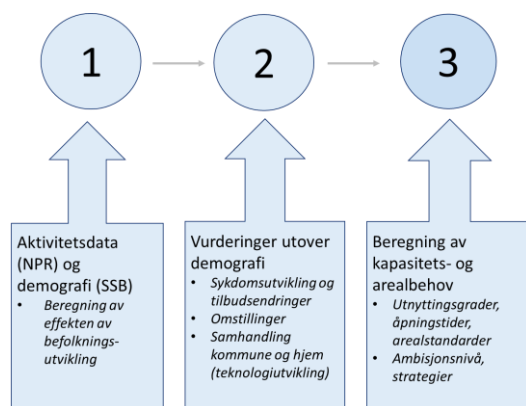 1
2
3
Aktivitetsdata
(NPR) og
demografi (SSB)
• Beregning av
effekten av
befolknings-
utvikling
Vurderinger utover
demografi
• Sykdomsutvikling og
tilbudsendringer
• Omstillinger
• Samhandling
kommune og hjem
(teknologiutvikling)
Beregning av
kapasitets- og
arealbehov
• Utnyttingsgrader,
åpningstider,
arealstandarder
• Ambisjonsnivå,
strategier